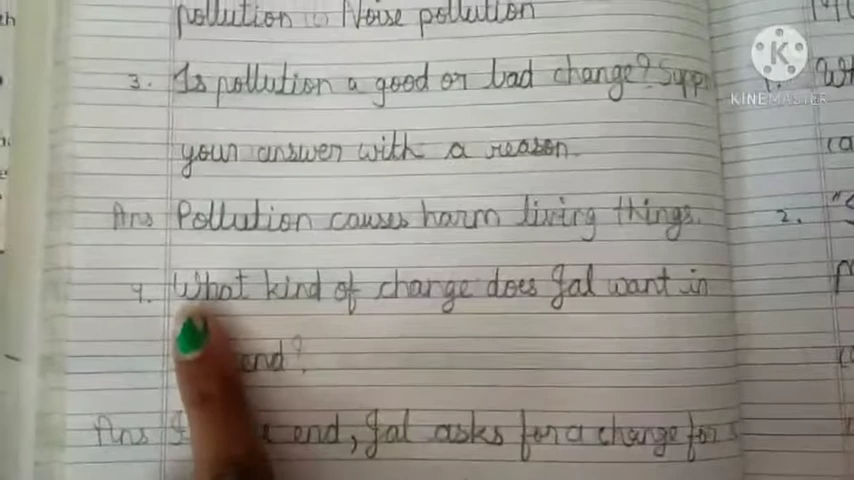 pollution Noise pollution
3. Is pollution a good or bad change? Supp
your answer with a reason.
Ans Pollution causes harm living things.
4. What kind of change does Jal want in
end?
Ans end, Jal asks for a change for
2.
K
KINEMASTER